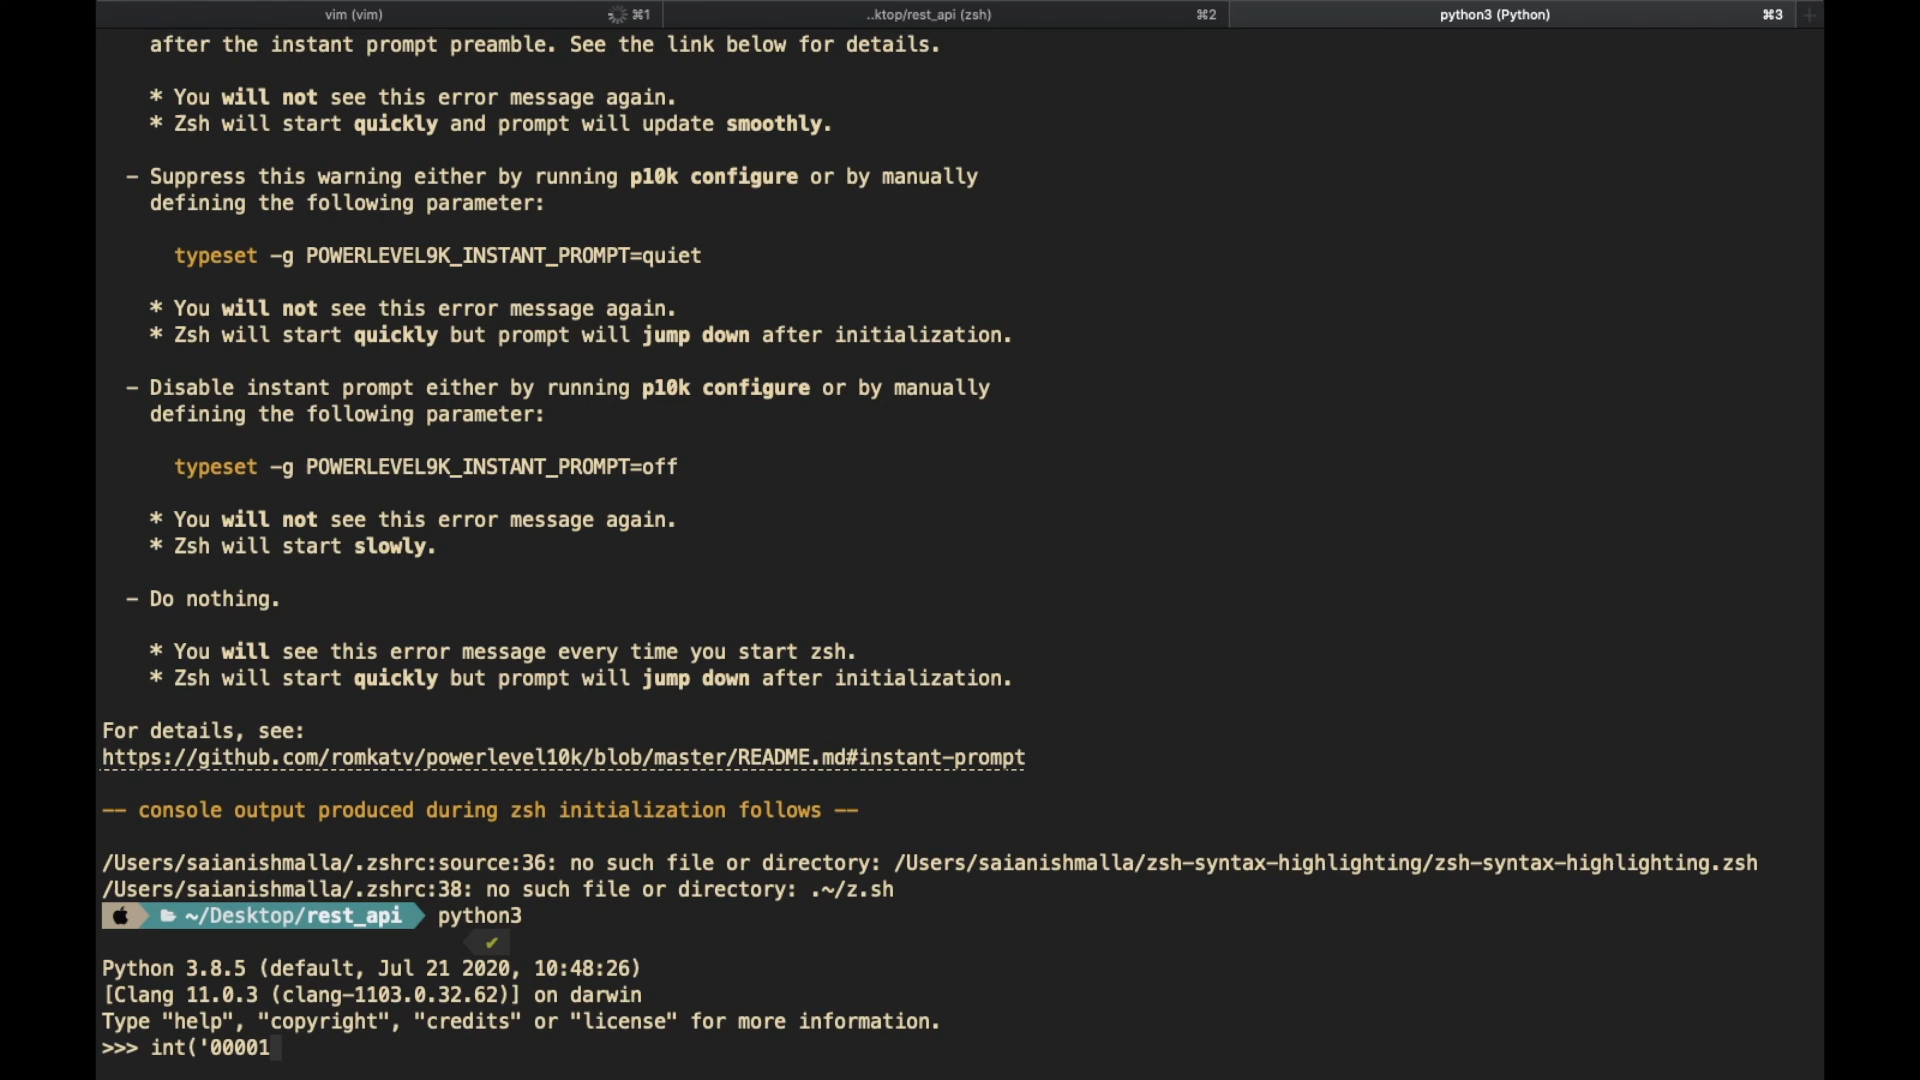 vim (vim) ⌘1 ..ktop/rest_api (zsh) ⌘2 python3 (Python) ⌘3 +
after the instant prompt preamble. See the link below for details.
* You will not see this error message again.
* Zsh will start quickly and prompt will update smoothly.
– Suppress this warning either by running p10k configure or by manually
defining the following parameter:
typeset -g POWERLEVEL9K_INSTANT_PROMPT=quiet
* You will not see this error message again.
* Zsh will start quickly but prompt will jump down after initialization.
– Disable instant prompt either by running p10k configure or by manually
defining the following parameter:
typeset -g POWERLEVEL9K_INSTANT_PROMPT=off
* You will not see this error message again.
* Zsh will start slowly.
– Do nothing.
* You will see this error message every time you start zsh.
* Zsh will start quickly but prompt will jump down after initialization.
For details, see:
https://github.com/romkatv/powerlevel10k/blob/master/README.md#instant-prompt
-- console output produced during zsh initialization follows --
/Users/saianishmalla/.zshrc:source:36: no such file or directory: /Users/saianishmalla/zsh-syntax-highlighting/zsh-syntax-highlighting.zsh
/Users/saianishmalla/.zshrc:38: no such file or directory: .~/z.sh
~/Desktop/rest_api python3
✔
Python 3.8.5 (default, Jul 21 2020, 10:48:26)
[Clang 11.0.3 (clang-1103.0.32.62)] on darwin
Type "help", "copyright", "credits" or "license" for more information.
>>> int('00001